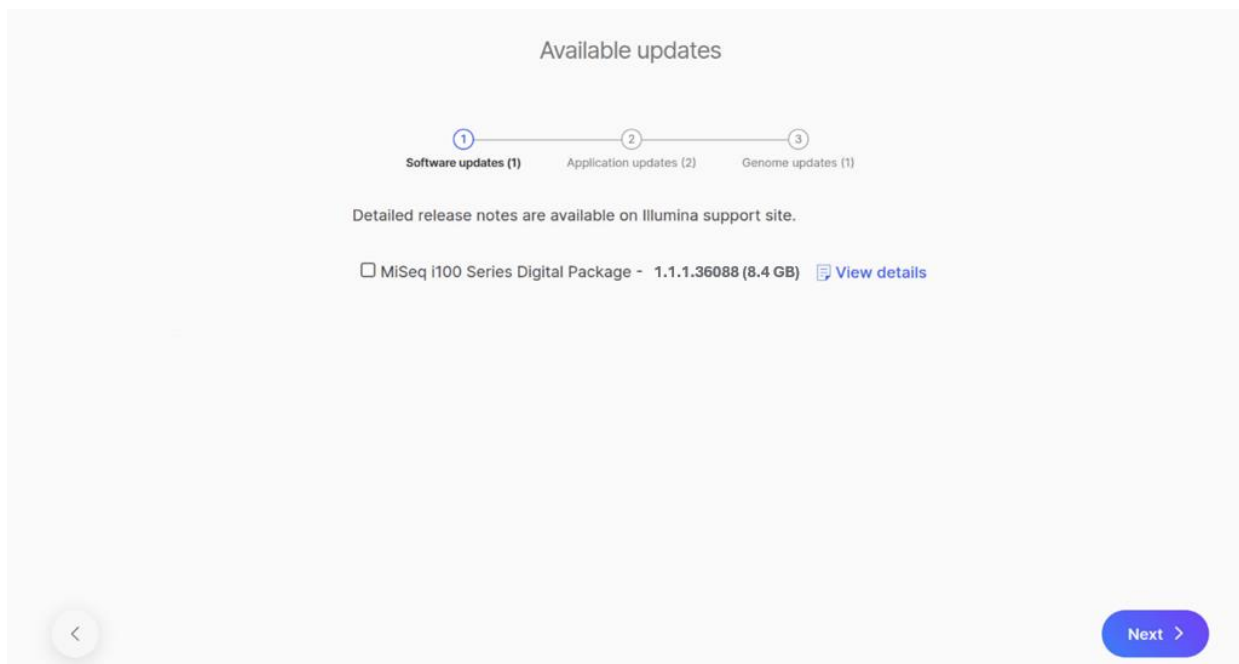 Available updates
1 2 3
Software updates (1) Application updates (2) Genome updates (1)
Detailed release notes are available on Illumina support site.
MiSeq i100 Series Digital Package - 1.1.1.36088 (8.4 GB) View details
Next